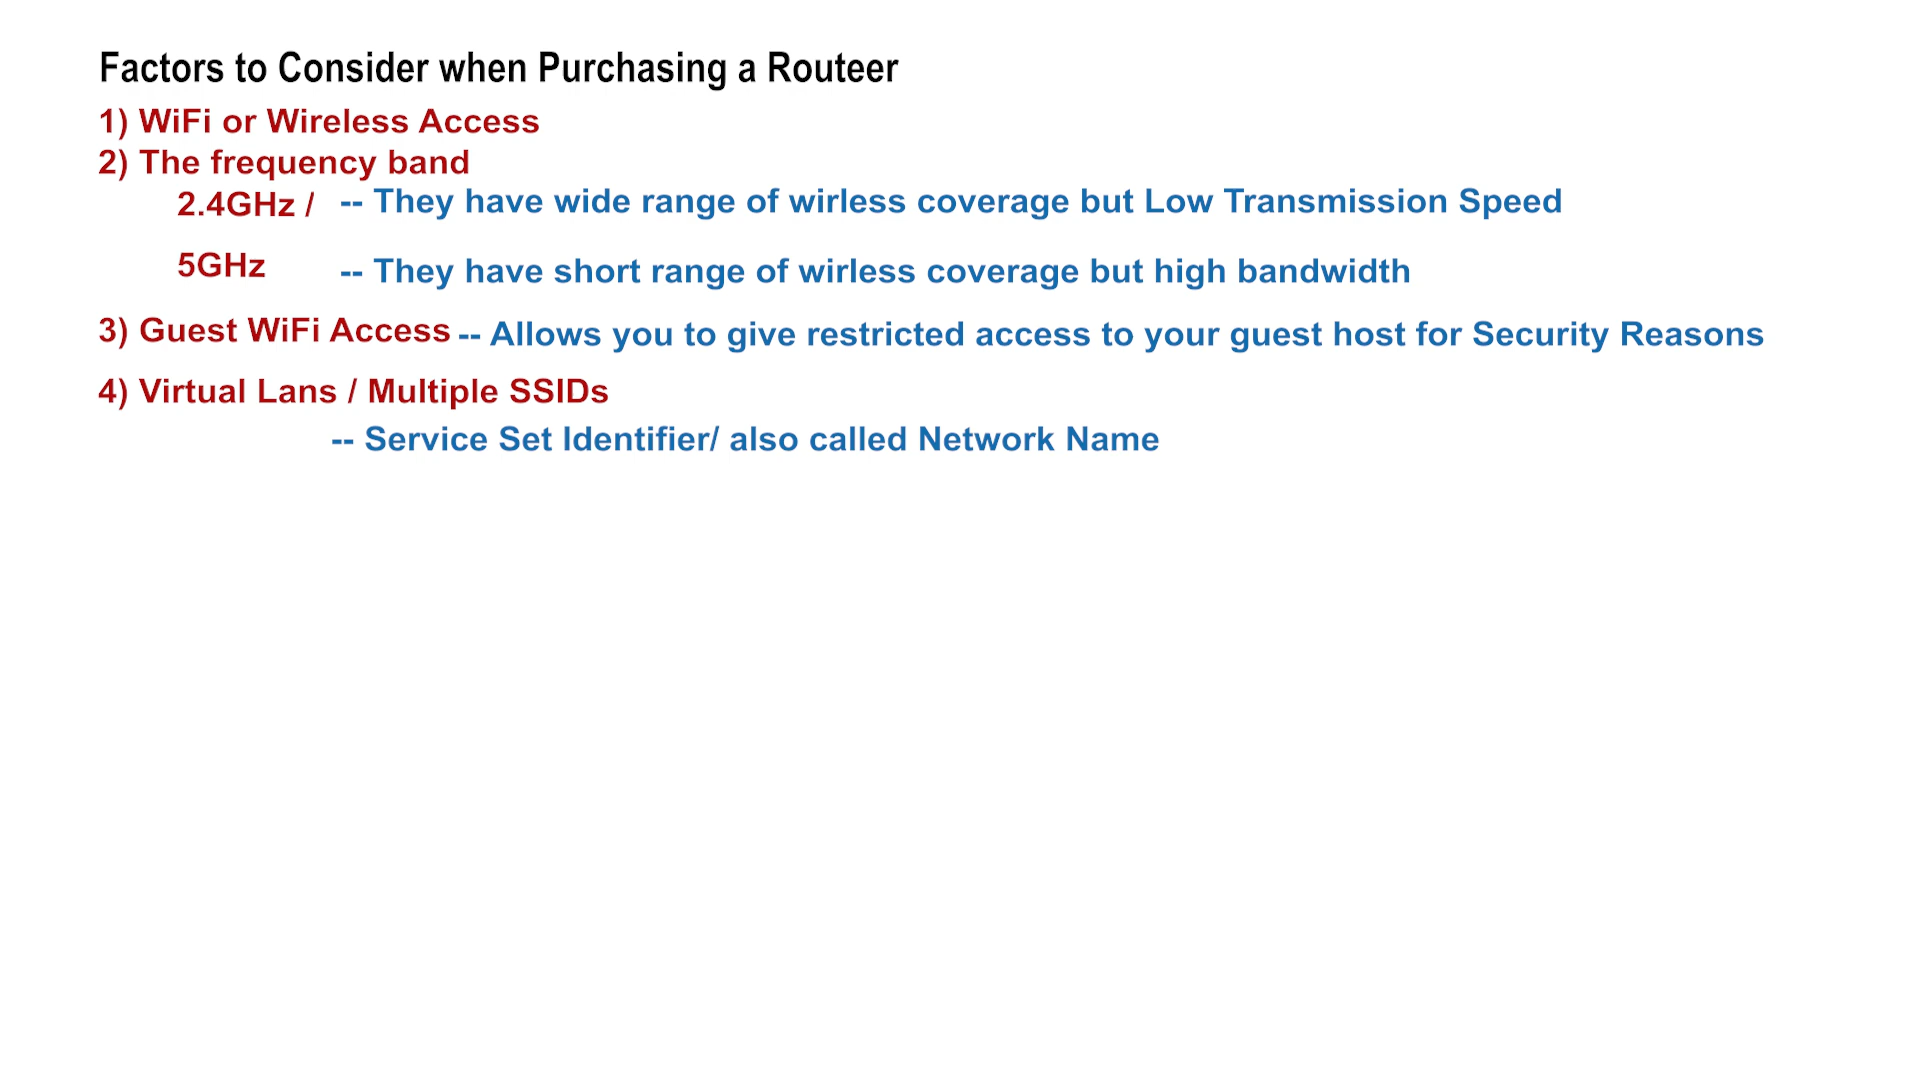 Factors to Consider when Purchasing a Routeer
1) WiFi or Wireless Access
2) The frequency band
2.4GHz / -- They have wide range of wirless coverage but Low Transmission Speed
5GHz -- They have short range of wirless coverage but high bandwidth
3) Guest WiFi Access -- Allows you to give restricted access to your guest host for Security Reasons
4) Virtual Lans / Multiple SSIDs
-- Service Set Identifier/ also called Network Name